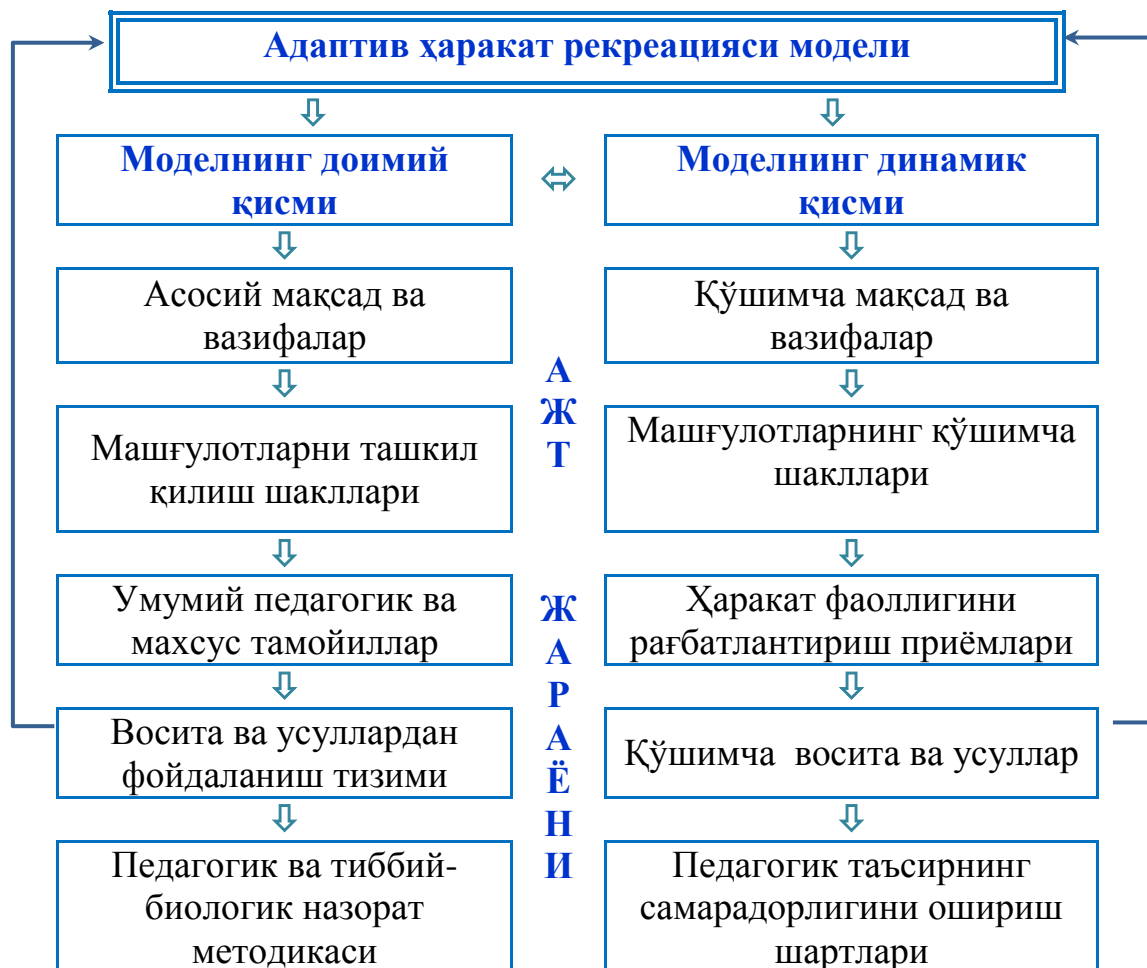 Адаптив ҳаракат рекреацияси модели
Моделнинг доимий
қисми
Моделнинг динамик
қисми
Асосий мақсад ва
вазифалар
Қўшимча мақсад ва
вазифалар
А
Ж
Т
Машғулотларни ташкил
қилиш шакллари
Машғулотларнинг қўшимча
шакллари
Умумий педагогик ва
махсус тамойиллар
Ҳаракат фаоллигини
рағбатлантириш приёмлари
Ж
А
Р
А
Ё
Н
И
Восита ва усуллардан
фойдаланиш тизими
Қўшимча восита ва усуллар
Педагогик ва тиббий-
биологик назорат
методикаси
Педагогик таъсирнинг
самарадорлигини ошириш
шартлари